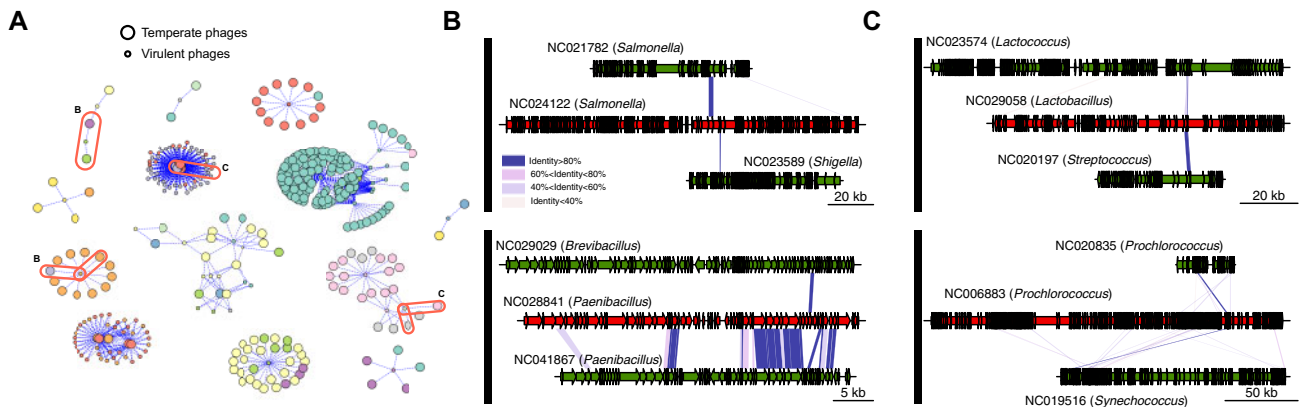 A
Temperate phages
Virulent phages
B
C
B
C
B
NC021782 (Salmonella)
NC024122 (Salmonella)
NC023589 (Shigella)
Identity>80%
60%<Identity<80%
40%<Identity<60%
Identity<40%
20 kb
NC029029 (Brevibacillus)
NC028841 (Paenibacillus)
NC041867 (Paenibacillus)
5 kb
C
NC023574 (Lactococcus)
NC029058 (Lactobacillus)
NC020197 (Streptococcus)
20 kb
NC020835 (Prochlorococcus)
NC006883 (Prochlorococcus)
NC019516 (Synechococcus)
50 kb